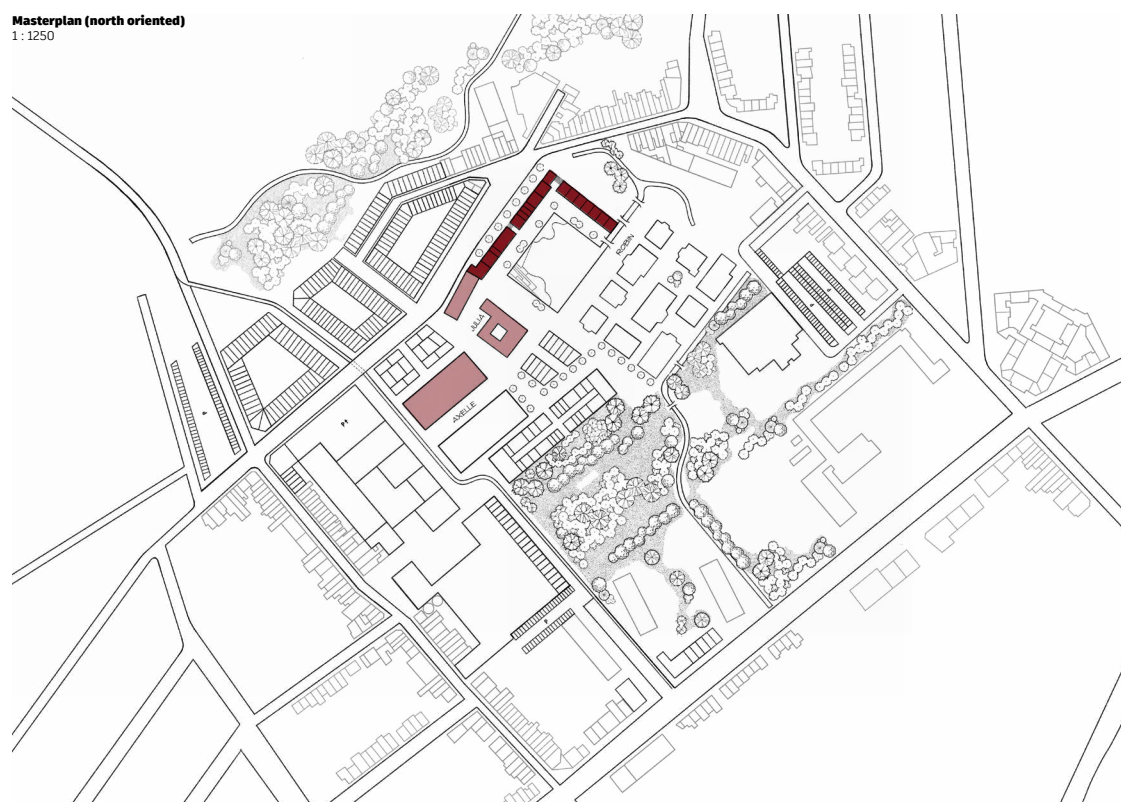 Masterplan (north oriented)
1 : 1250
ROBIN
JULIA
AXELLE
P+
P
P
P
P